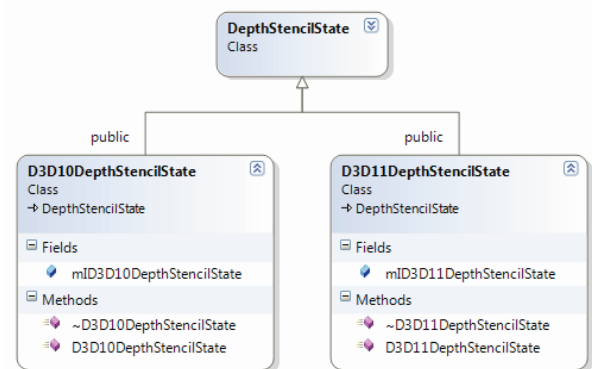 DepthStencilState
Class
public
public
D3D10DepthStencilState
Class
DepthStencilState
Fields
mID3D10DepthStencilState
Methods
~D3D10DepthStencilState
D3D10DepthStencilState
D3D11DepthStencilState
Class
DepthStencilState
Fields
mID3D11DepthStencilState
Methods
~D3D11DepthStencilState
D3D11DepthStencilState